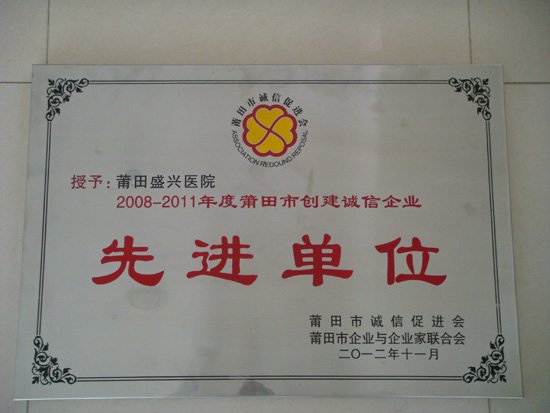 莆田市诚信促进会
ASSOCIATION REDOUND REPOSAL
授予：莆田盛兴医院
2008-2011年度莆田市创建诚信企业
先进单位
莆田市诚信促进会
莆田市企业与企业家联合会
二〇一二年十一月